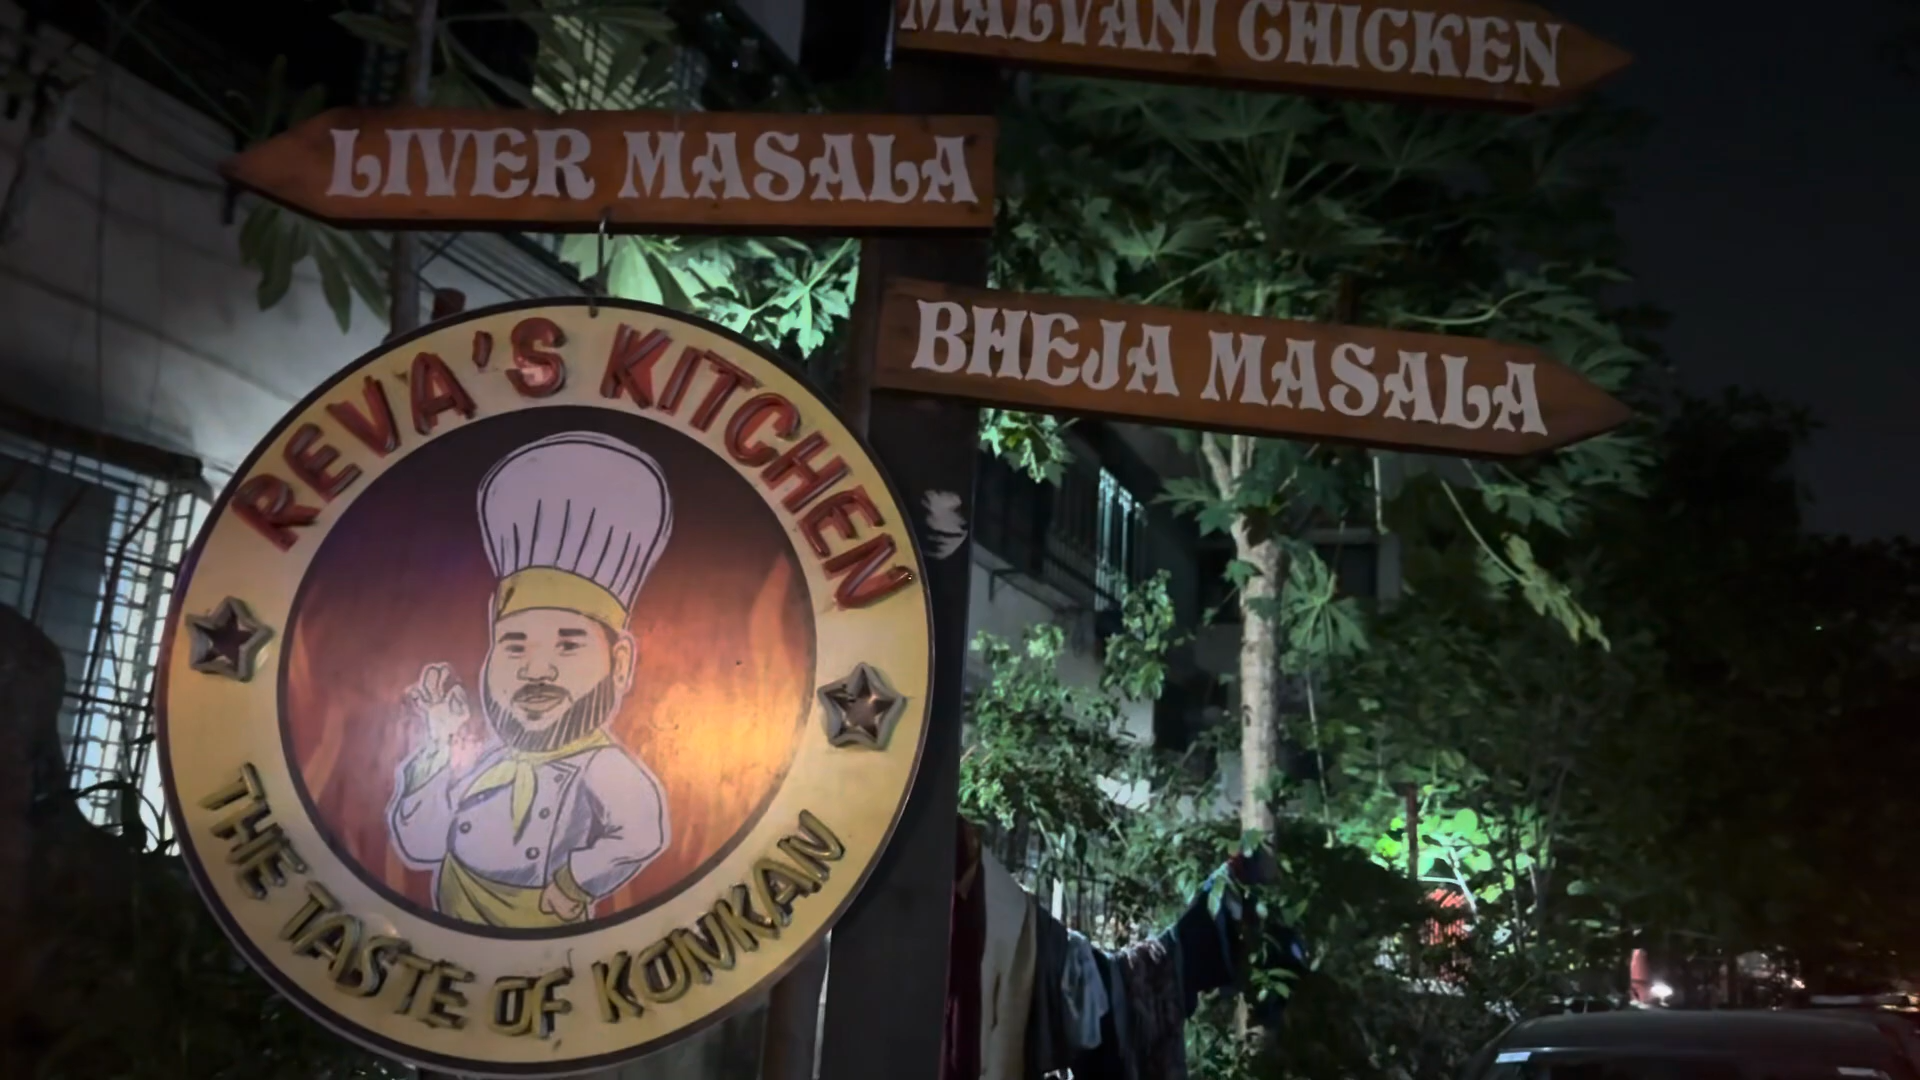 MALVANI CHICKEN
LIVER MASALA
BHEJA MASALA
REVA'S KITCHEN
THE TASTE OF KONKAN